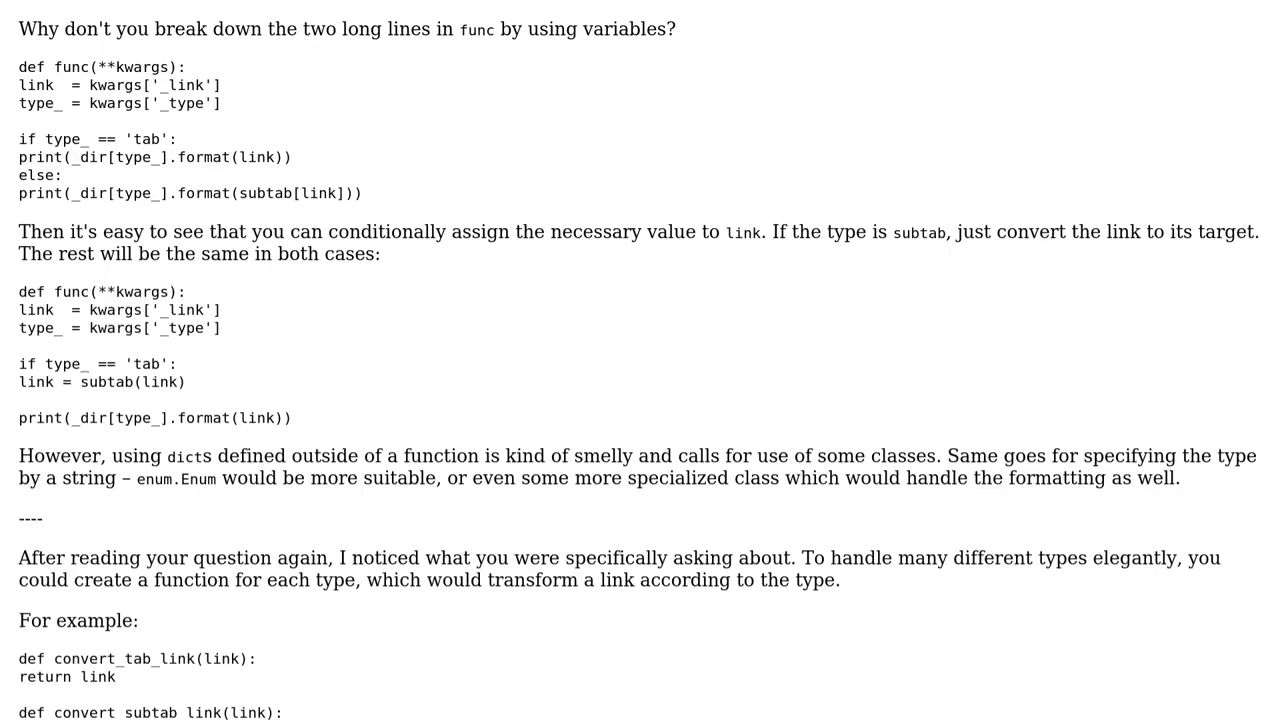 Why don't you break down the two long lines in func by using variables?
def func(**kwargs):
link  = kwargs['_link']
type_ = kwargs['_type']
if type_ == 'tab':
print(_dir[type_].format(link))
else:
print(_dir[type_].format(subtab[link]))
Then it's easy to see that you can conditionally assign the necessary value to link. If the type is subtab, just convert the link to its target.
The rest will be the same in both cases:
def func(**kwargs):
link  = kwargs['_link']
type_ = kwargs['_type']
if type_ == 'tab':
link = subtab(link)
print(_dir[type_].format(link))
However, using dicts defined outside of a function is kind of smelly and calls for use of some classes. Same goes for specifying the type
by a string – enum.Enum would be more suitable, or even some more specialized class which would handle the formatting as well.
----
After reading your question again, I noticed what you were specifically asking about. To handle many different types elegantly, you
could create a function for each type, which would transform a link according to the type.
For example:
def convert_tab_link(link):
return link
def convert_subtab_link(link):